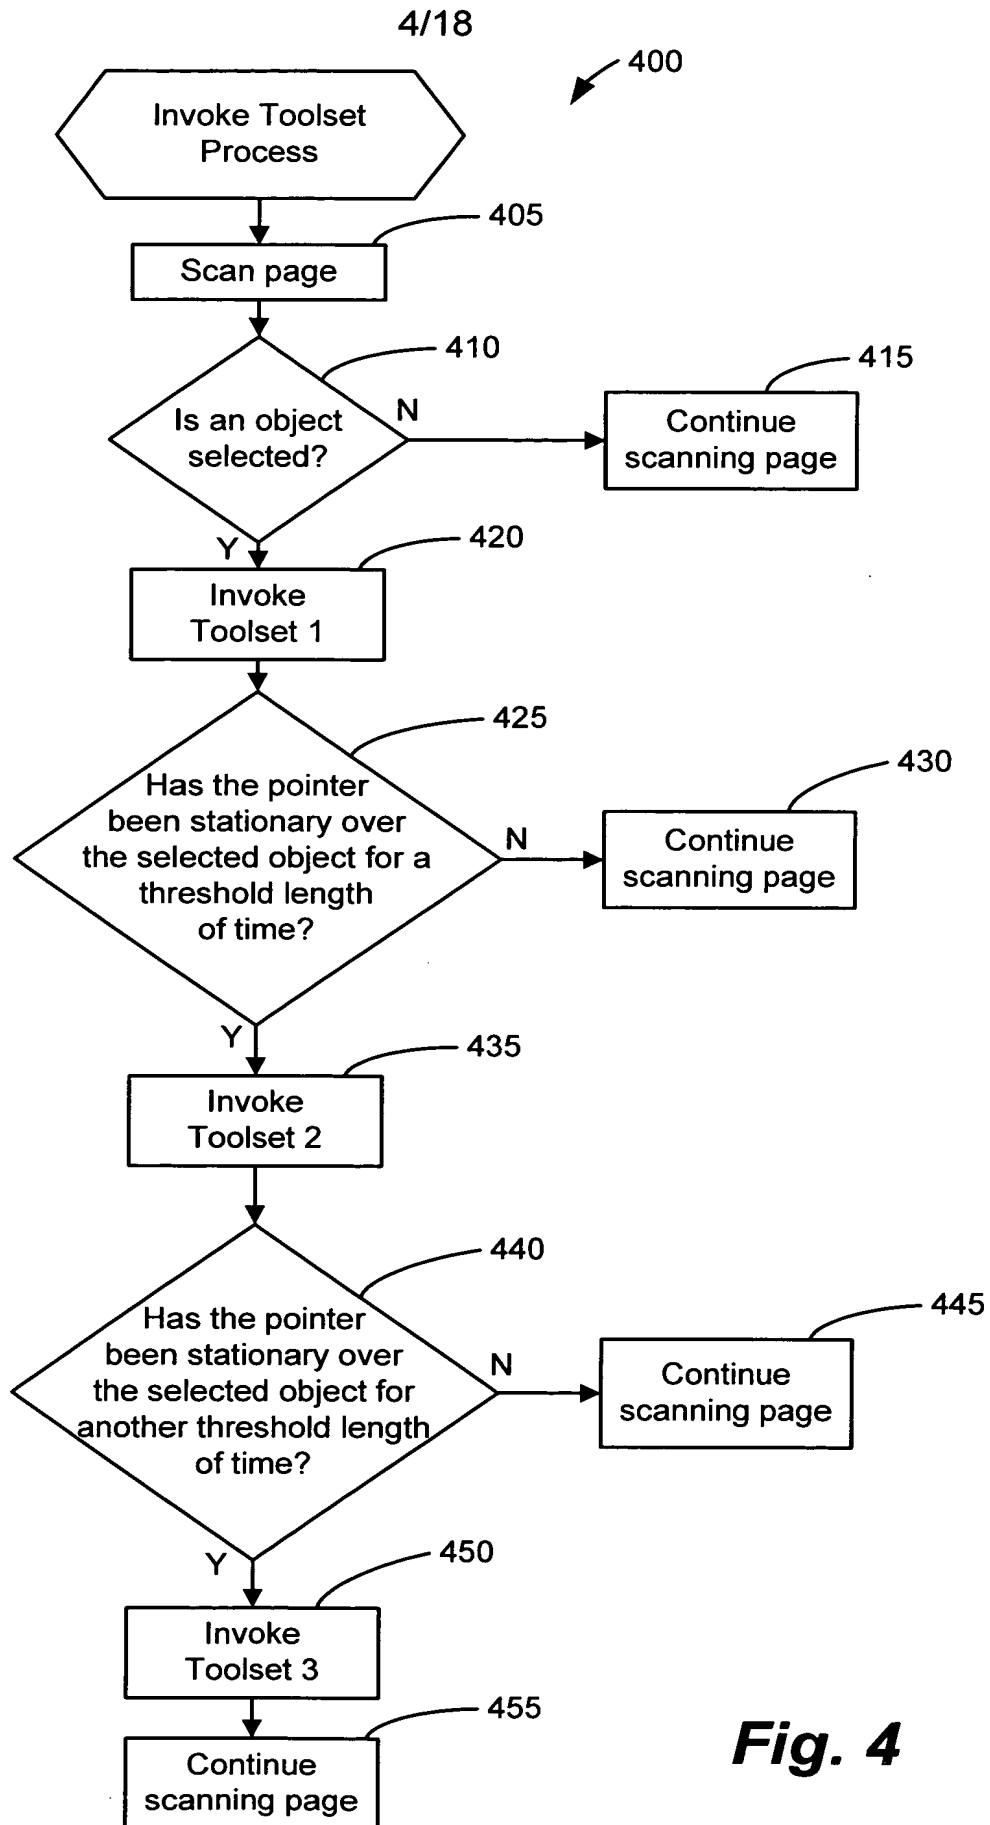 4/18
400
Invoke Toolset
Process
405
Scan page
410
Is an object
selected?
N
415
Continue
scanning page
Y
420
Invoke
Toolset 1
425
Has the pointer
been stationary over
the selected object for a
threshold length
of time?
N
430
Continue
scanning page
Y
435
Invoke
Toolset 2
440
Has the pointer
been stationary over
the selected object for
another threshold length
of time?
N
445
Continue
scanning page
Y
450
Invoke
Toolset 3
455
Continue
scanning page
Fig. 4